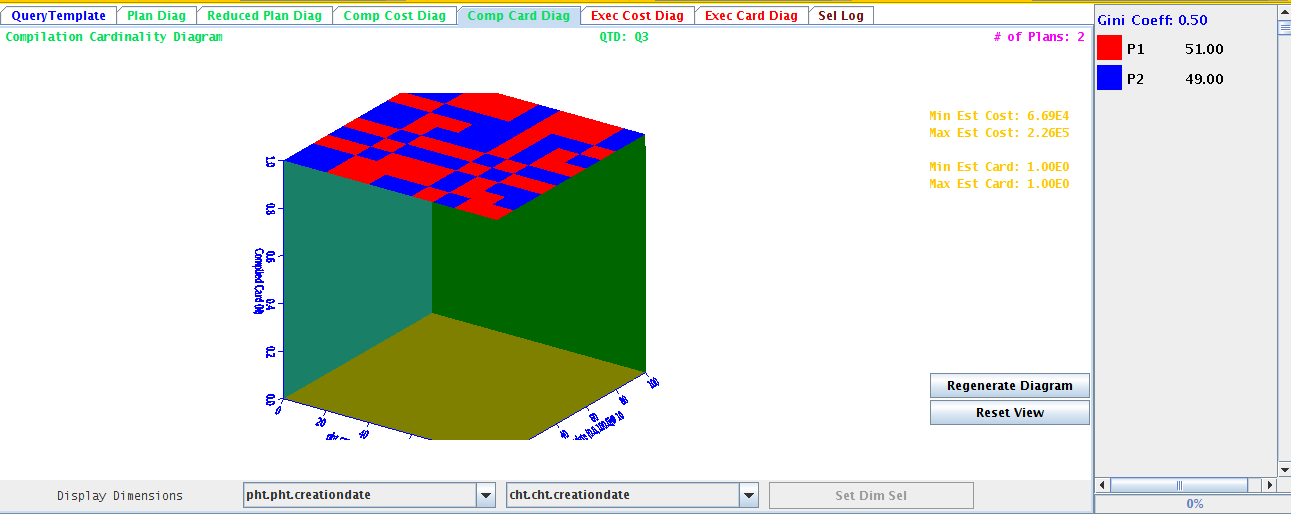 QueryTemplate Plan Diag Reduced Plan Diag Comp Cost Diag Comp Card Diag Exec Cost Diag Exec Card Diag Sel Log
Compilation Cardinality Diagram QTD: Q3 # of Plans: 2
Gini Coeff: 0.50
P1 51.00
P2 49.00
Min Est Cost: 6.69E4
Max Est Cost: 2.26E5
Min Est Card: 1.00E0
Max Est Card: 1.00E0
1.0
0.8
0.6
0.4
0.2
0.0
Compiled Card (N)
0
20
40
40
60
80
100
Regenerate Diagram
Reset View
Display Dimensions pht.pht.creationdate cht.cht.creationdate Set Dim Sel
0%